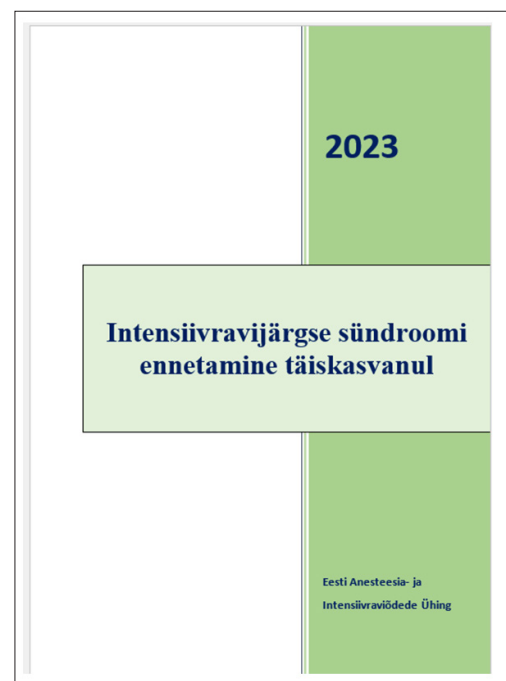 2023
Intensiivravijärgse sündroomi
ennetamine täiskasvanul
Eesti Anesteesia- ja
Intensiivraviõdede Ühing